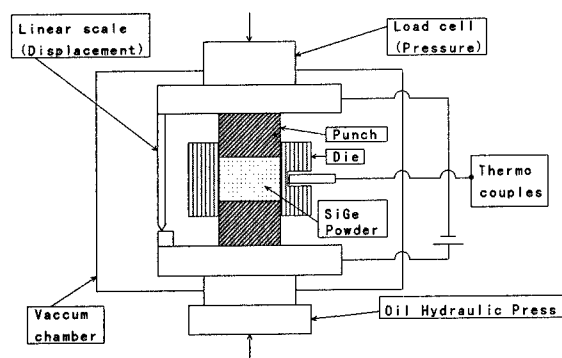 Linear scale
(Displacement)
Load cell
(Pressure)
Punch
Die
Thermo
couples
SiGe
Powder
Vaccum
chamber
Oil Hydraulic Press